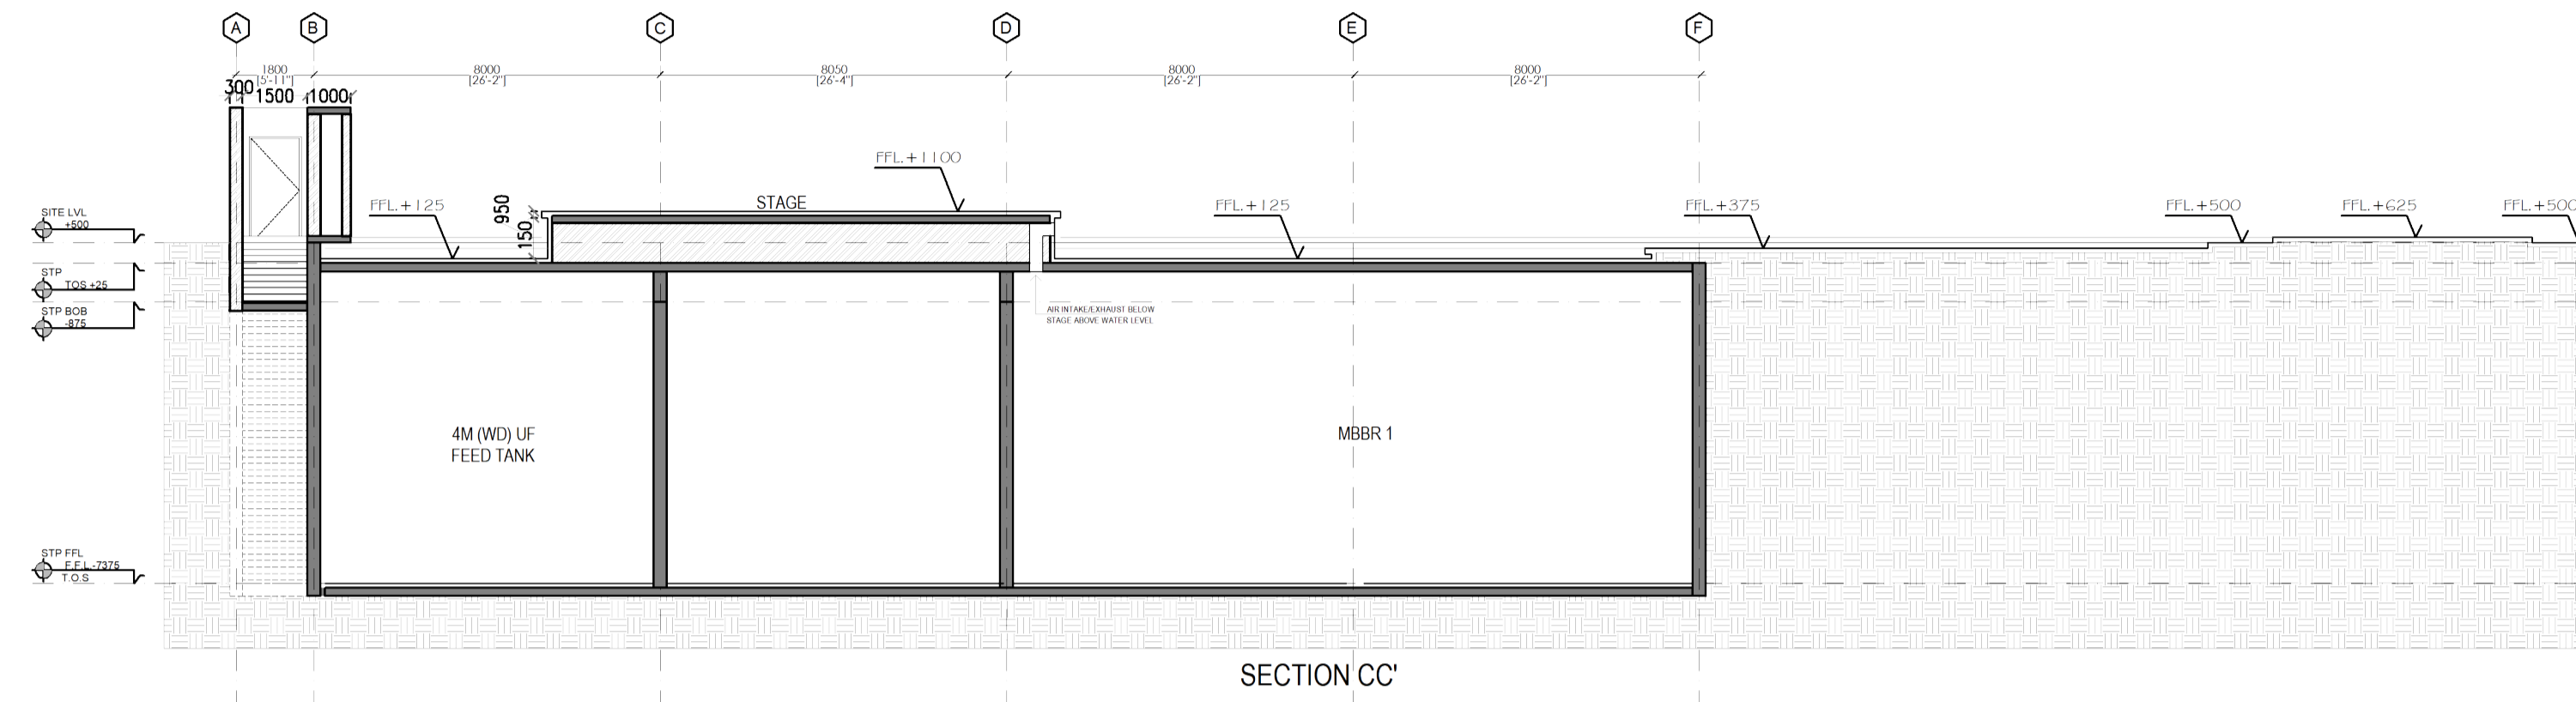 A B C D E F
1800 8000 8050 8000 8000
[5'-11"] [26'-2"] [26'-4"] [26'-2"] [26'-2"]
300 1500 1000
FFL.+1100
STAGE
FFL.+125 950 FFL.+125 FFL.+375 FFL.+500 FFL.+625 FFL.+500
150
SITE LVL
+500
STP
TOS +25
STP BOB
-875
AIR INTAKE/EXHAUST BELOW
STAGE ABOVE WATER LEVEL
4M (WD) UF
FEED TANK
MBBR 1
STP FFL
F.F.L.-7375
T.O.S
SECTION CC'